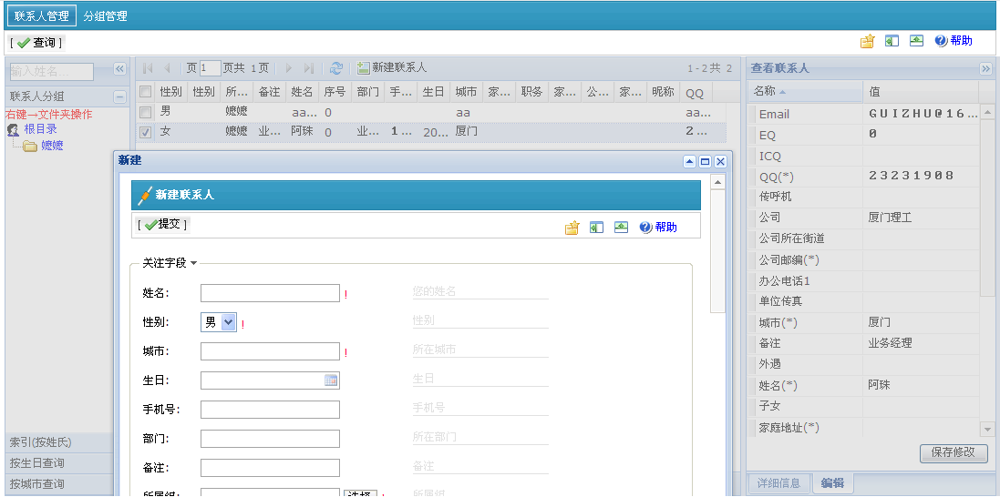 联系人管理 分组管理
[ 查询 ] 帮助
输入姓名...
联系人分组
右键→文件夹操作
根目录
嬷嬷
索引(按姓氏)
按生日查询
按城市查询
页 1 页共 1 页 新建联系人 1 - 2 共 2
性别 性别 所... 备注 姓名 序号 部门 手... 生日 城市 家... 职务 家... 公... 家... 昵称 QQ
男 嬷嬷 aa... 0 aa aa...
女 嬷嬷 业... 阿珠 0 业... 1 ... 20... 厦门 2 ...
新建
新建联系人
[ 提交 ] 帮助
关注字段
姓名: ! 您的姓名
性别: 男 ! 性别
城市: ! 所在城市
生日: 生日
手机号: 手机号
部门: 所在部门
备注: 备注
所属组: 选择 ! 所属组
查看联系人
名称 值
Email GUIZHU@16...
EQ 0
ICQ
QQ(*) 23231908
传呼机
公司 厦门理工
公司所在街道
公司邮编(*)
办公电话1
单位传真
城市(*) 厦门
备注 业务经理
外遇
姓名(*) 阿珠
子女
家庭地址(*)
保存修改
详细信息 编辑